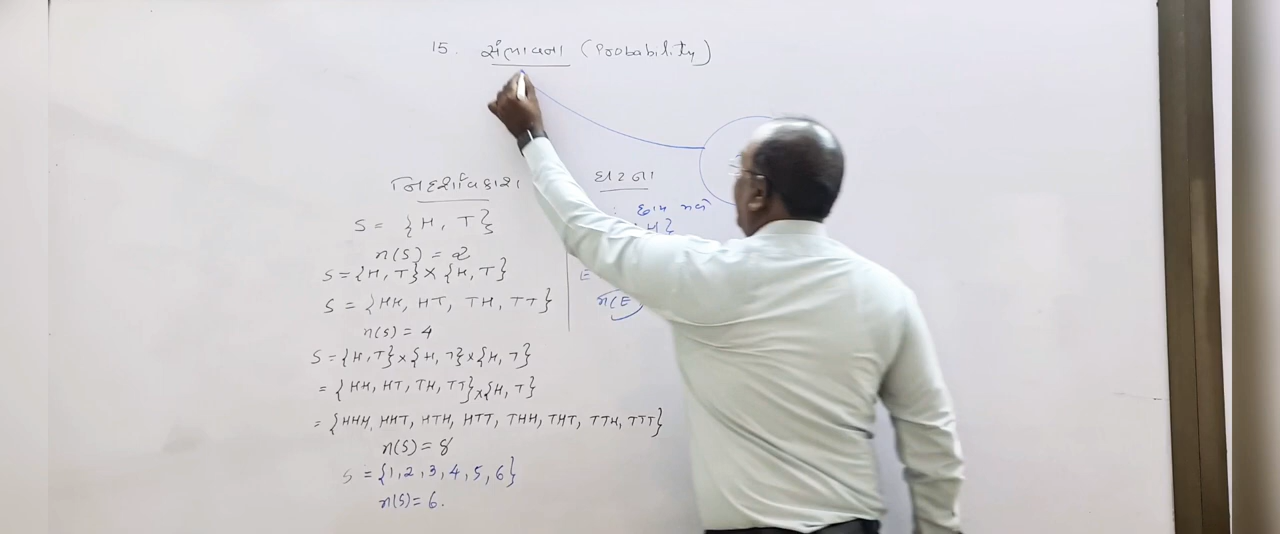 15. સંભાવના (Probability)
નિદર્શાવકાશ
S = {H, T}
n(S) = 2
S = {H, T} × {H, T}
S = {HH, HT, TH, TT}
n(S) = 4
S = {H, T} × {H, T} × {H, T}
= {HH, HT, TH, TT} × {H, T}
= {HHH, HHT, HTH, HTT, THH, THT, TTH, TTT}
n(S) = 8
S = {1, 2, 3, 4, 5, 6}
n(S) = 6.
ઘટના
છાપ મળે
H}
E
n(E)